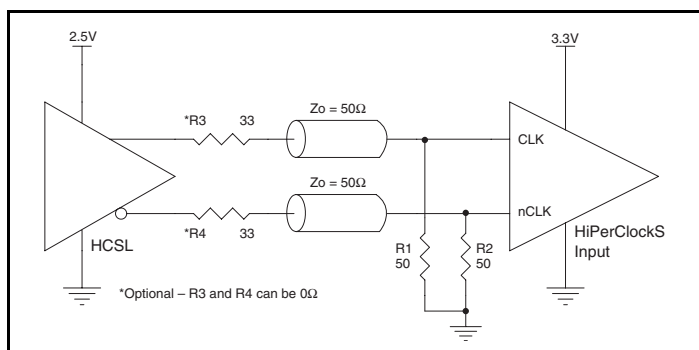 2.5V
3.3V
*R3 33
Zo = 50Ω
CLK
Zo = 50Ω
nCLK
HCSL
*R4 33
R1
50
R2
50
HiPerClockS
Input
*Optional – R3 and R4 can be 0Ω